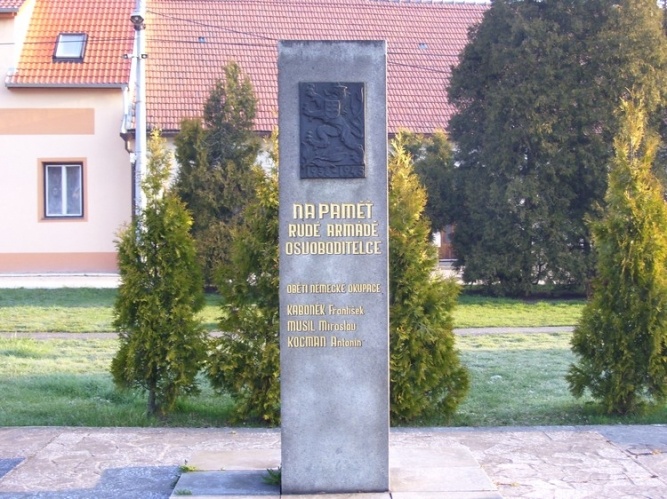 NA PAMĚŤ
RUDÉ ARMÁDĚ
OSVOBODITELCE
OBĚTI NĚMECKÉ OKUPACE
KABONĚK František
MUSIL Miroslav
KOCMAN Antonín